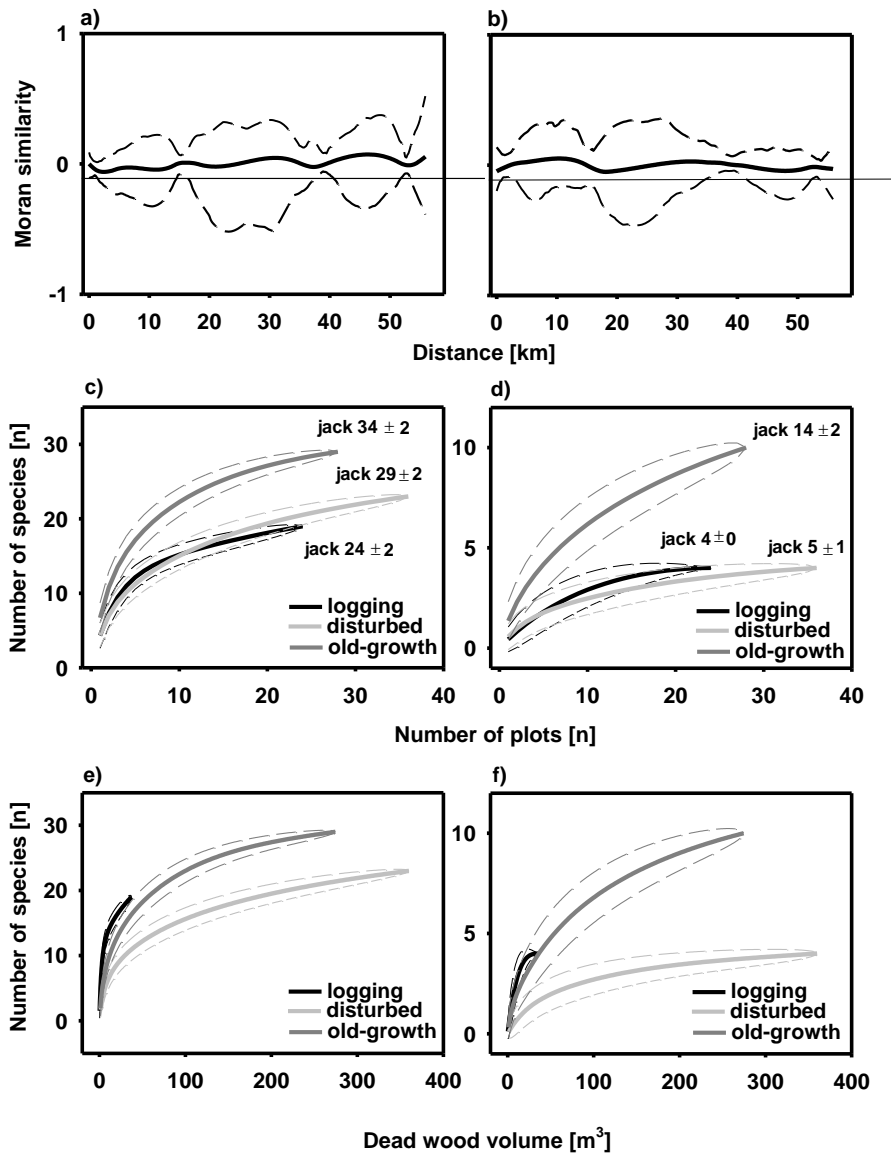 a)
b)
1
0
-1
Moran similarity
0 10 20 30 40 50
0 10 20 30 40 50
Distance [km]
c)
d)
30
20
10
0
Number of species [n]
jack 34 ± 2
jack 29 ± 2
jack 24 ± 2
logging
disturbed
old-growth
10
5
0
jack 14 ± 2
jack 4 ± 0
jack 5 ± 1
logging
disturbed
old-growth
0 10 20 30 40
0 10 20 30 40
Number of plots [n]
e)
f)
30
20
10
0
Number of species [n]
logging
disturbed
old-growth
10
5
0
logging
disturbed
old-growth
0 100 200 300 400
0 100 200 300 400
Dead wood volume [m³]